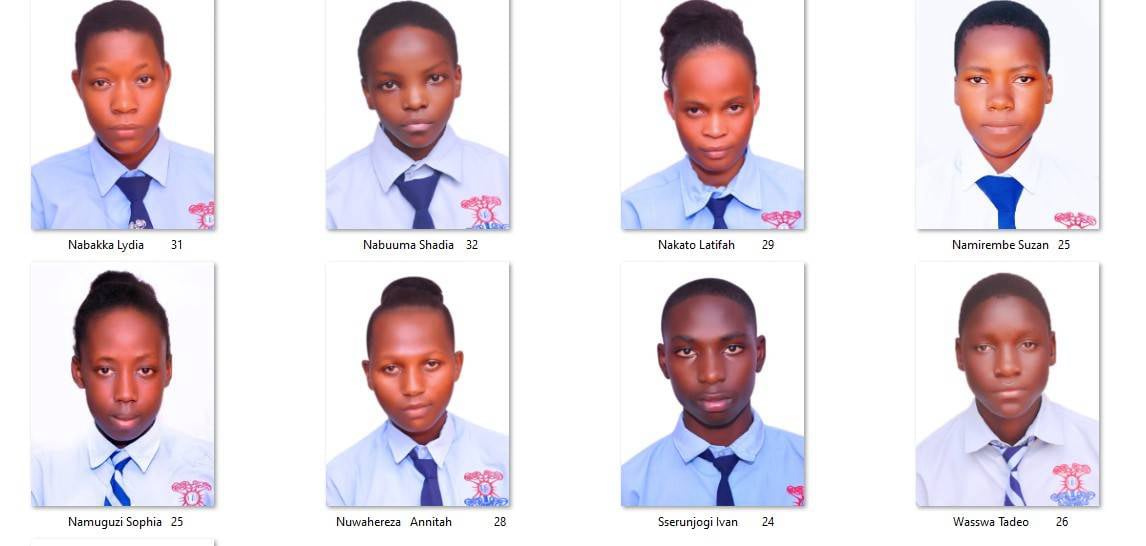 Nabakka Lydia 31
Nabuuma Shadia 32
Nakato Latifah 29
Namirembe Suzan 25
Namuguzi Sophia 25
Nuwahereza Annitah 28
Sserunjogi Ivan 24
Wasswa Tadeo 26